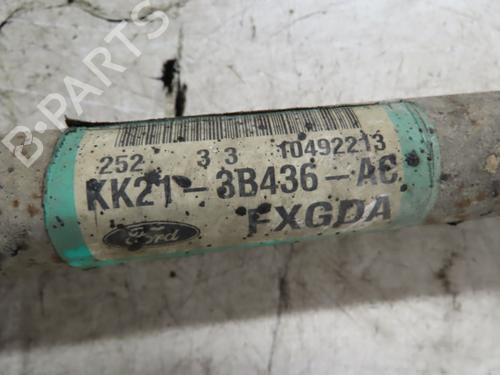 252 3 3 10492213
KK21-3B436-AC
Ford FXGDA
B-Parts